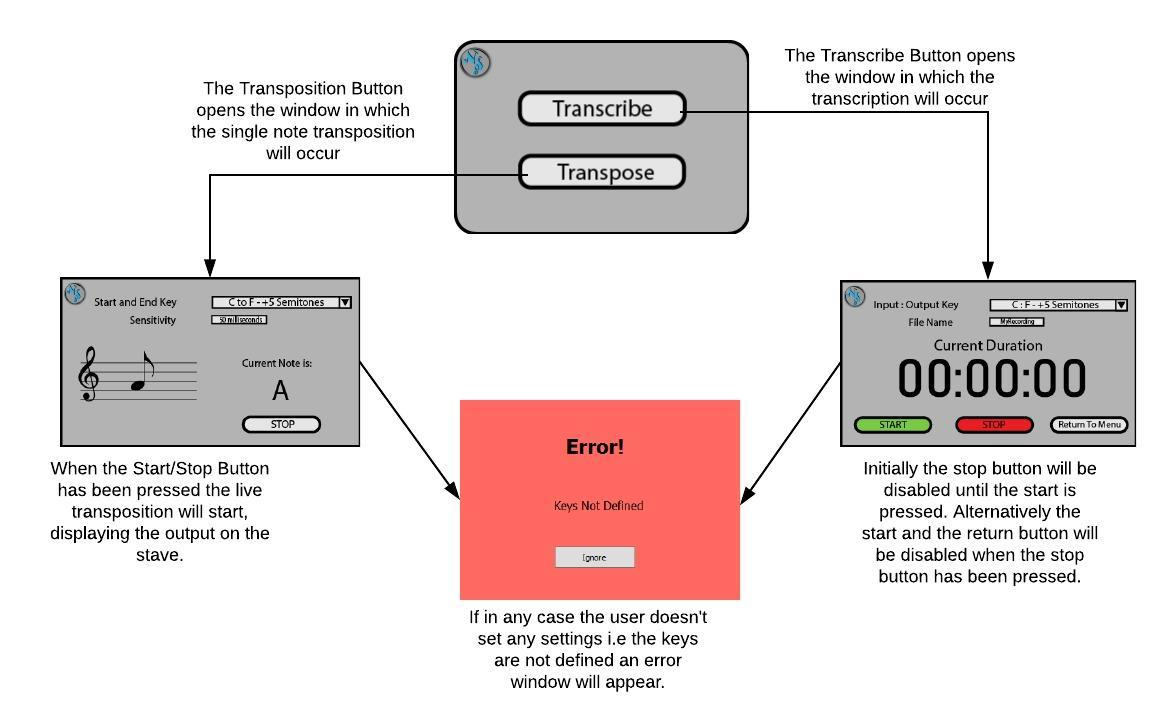 The Transposition Button
opens the window in which
the single note transposition
will occur
Transcribe
Transpose
The Transcribe Button opens
the window in which the
transcription will occur
Start and End Key
C to F - +5 Semitones
Sensitivity
50 milliseconds
Current Note is:
A
STOP
When the Start/Stop Button
has been pressed the live
transposition will start,
displaying the output on the
stave.
Error!
Keys Not Defined
Ignore
If in any case the user doesn't
set any settings i.e the keys
are not defined an error
window will appear.
Input : Output Key
C : F - +5 Semitones
File Name
MyRecording
Current Duration
00:00:00
START
STOP
Return To Menu
Initially the stop button will be
disabled until the start is
pressed. Alternatively the
start and the return button will
be disabled when the stop
button has been pressed.